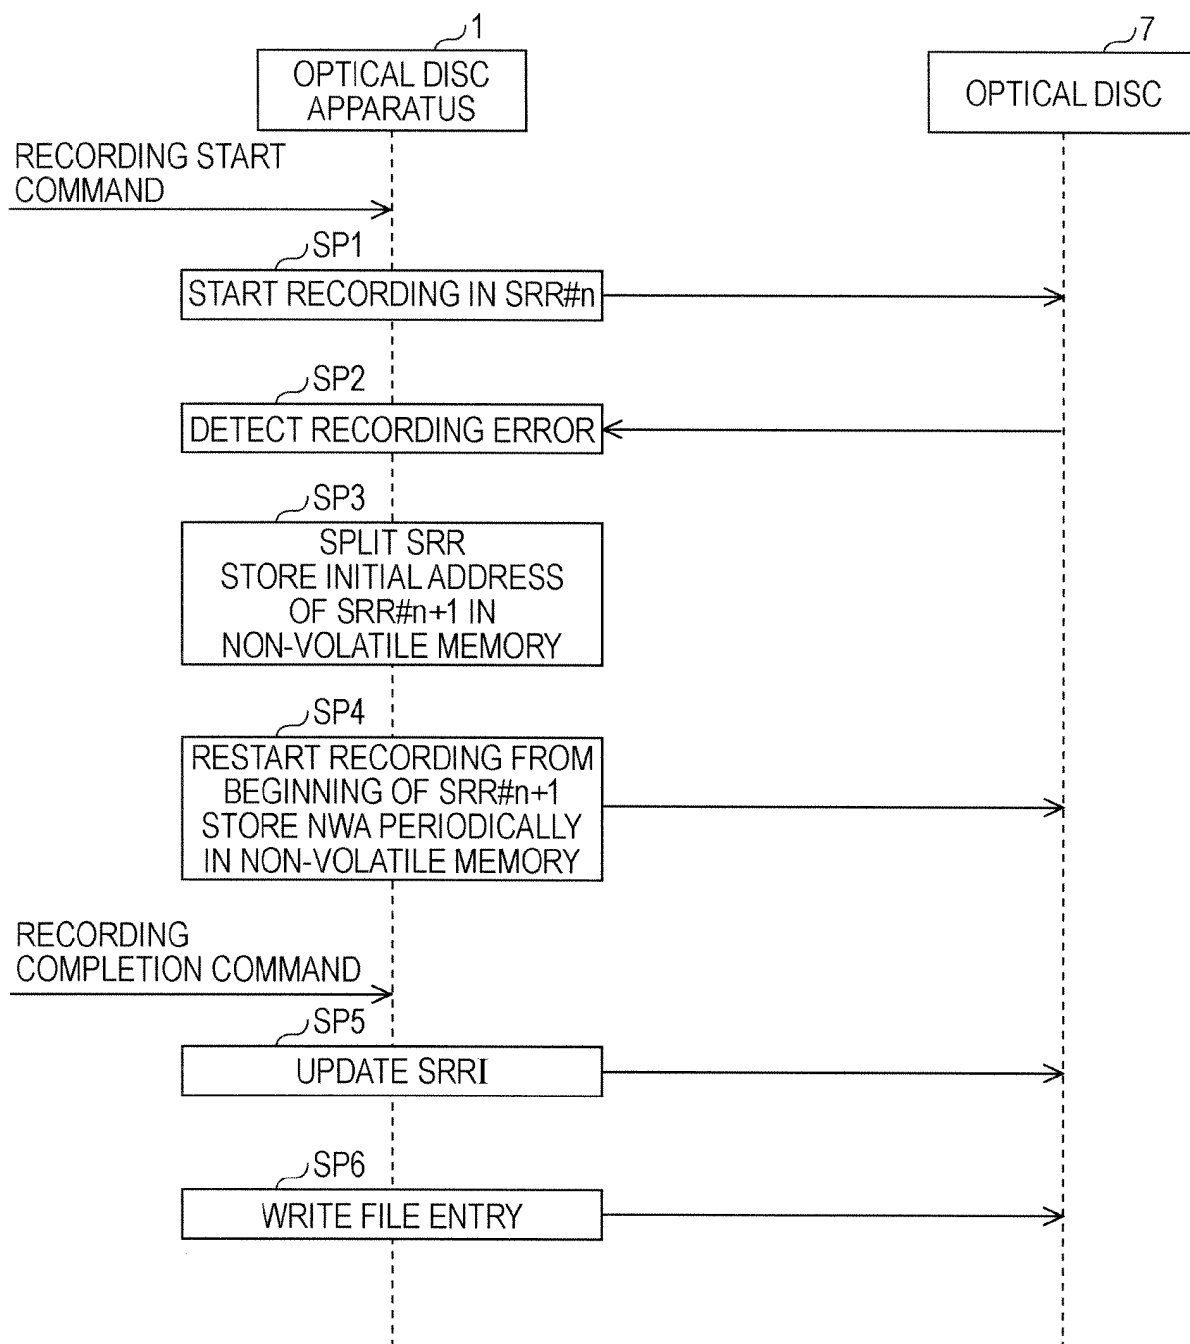 1
OPTICAL DISC
APPARATUS
7
OPTICAL DISC
RECORDING START
COMMAND
SP1
START RECORDING IN SRR#n
SP2
DETECT RECORDING ERROR
SP3
SPLIT SRR
STORE INITIAL ADDRESS
OF SRR#n+1 IN
NON-VOLATILE MEMORY
SP4
RESTART RECORDING FROM
BEGINNING OF SRR#n+1
STORE NWA PERIODICALLY
IN NON-VOLATILE MEMORY
RECORDING
COMPLETION COMMAND
SP5
UPDATE SRRI
SP6
WRITE FILE ENTRY